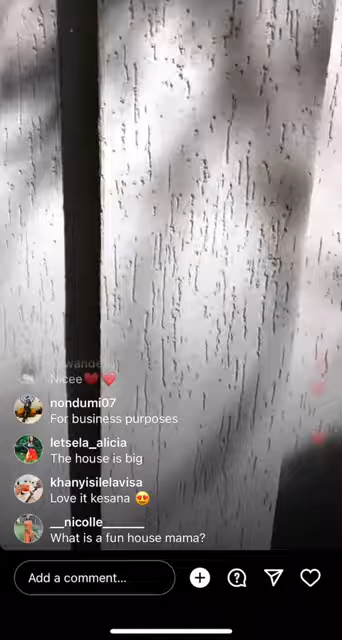 Nicee❤️❤️
nondumi07
For business purposes
letsela_alicia
The house is big
khanyisilelavisa
Love it kesana 😍
__nicolle______
What is a fun house mama?
Add a comment...